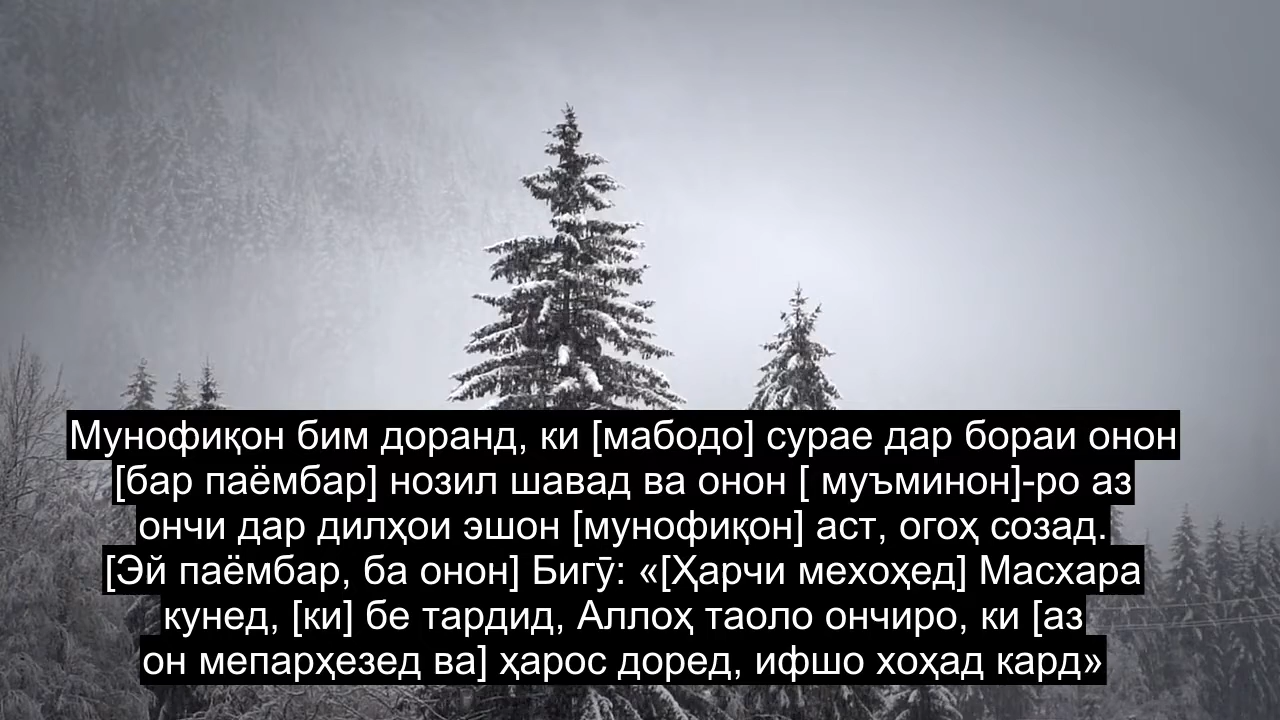 Мунофиқон бим доранд, ки [мабодо] сурае дар бораи онон
[бар паёмбар] нозил шавад ва онон [ муъминон]-ро аз
ончи дар дилҳои эшон [мунофиқон] аст, огоҳ созад.
[Эй паёмбар, ба онон] Бигӯ: «[Ҳарчи мехоҳед] Масхара
кунед, [ки] бе тардид, Аллоҳ таоло ончиро, ки [аз
он мепарҳезед ва] ҳарос доред, ифшо хоҳад кард»